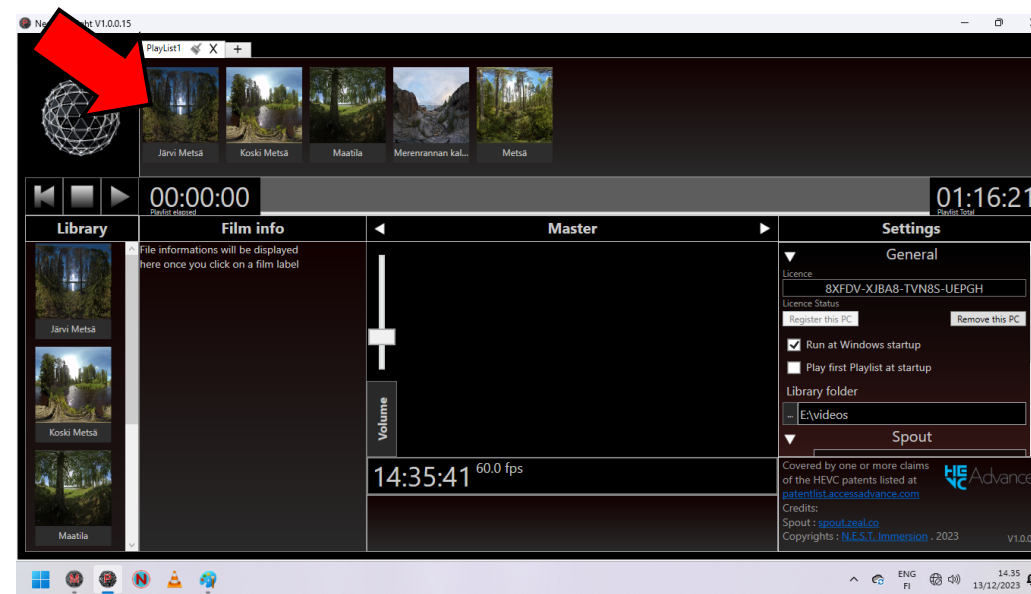 ht V1.0.0.15
PlayList1 X +
Järvi Metsä
Koski Metsä
Maatila
Merenrannan kal...
Metsä
00:00:00
Playlist elapsed
01:16:21
Playlist Total
Library
Film info
Master
Settings
File informations will be displayed
here once you click on a film label
Järvi Metsä
Koski Metsä
Maatila
Volume
14:35:41 60.0 fps
General
Licence
8XFDV-XJBA8-TVN8S-UEPGH
Licence Status
Register this PC
Remove this PC
Run at Windows startup
Play first Playlist at startup
Library folder
... E:\videos
Spout
Covered by one or more claims
of the HEVC patents listed at
patentlist.accessadvance.com
HEVC Advance
Credits:
Spout : spout.zeal.co
Copyrights : N.E.S.T. Immersion . 2023
V1.0.0
ENG
FI
14.35
13/12/2023